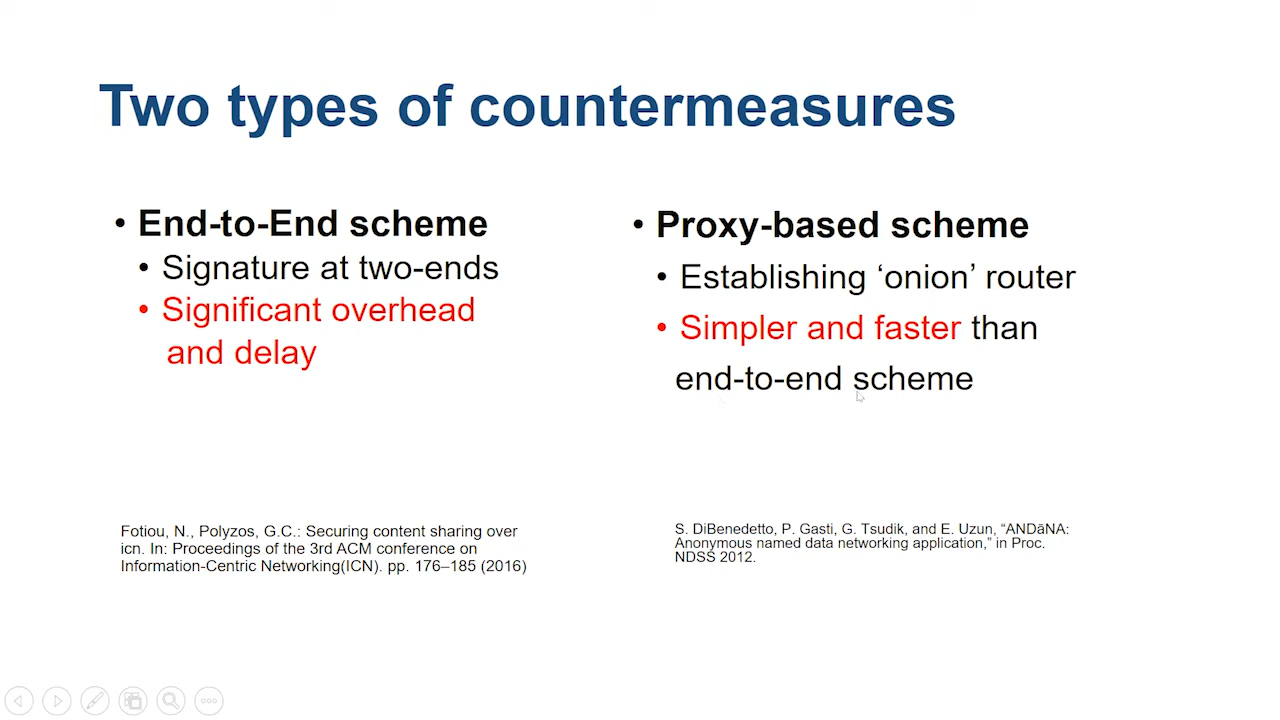 Two types of countermeasures
• End-to-End scheme
• Signature at two-ends
• Significant overhead
and delay
• Proxy-based scheme
• Establishing ‘onion’ router
• Simpler and faster than
end-to-end scheme
Fotiou, N., Polyzos, G.C.: Securing content sharing over
icn. In: Proceedings of the 3rd ACM conference on
Information-Centric Networking(ICN). pp. 176–185 (2016)
S. DiBenedetto, P. Gasti, G. Tsudik, and E. Uzun, “ANDāNA:
Anonymous named data networking application,” in Proc.
NDSS 2012.